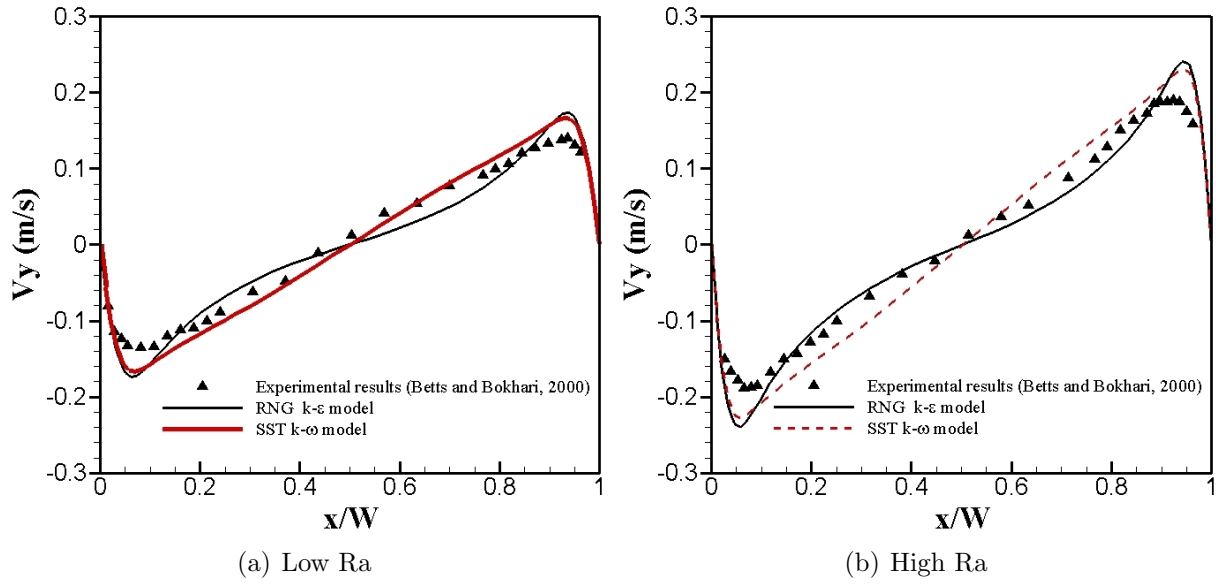 0.3
0.2
0.1
0
-0.1
-0.2
-0.3
Vy (m/s)
Experimental results (Betts and Bokhari, 2000)
RNG k-ε model
SST k-ω model
0
0.2
0.4
0.6
0.8
1
x/W
(a) Low Ra
0.3
0.2
0.1
0
-0.1
-0.2
-0.3
Vy (m/s)
Experimental results (Betts and Bokhari, 2000)
RNG k-ε model
SST k-ω model
0
0.2
0.4
0.6
0.8
1
x/W
(b) High Ra